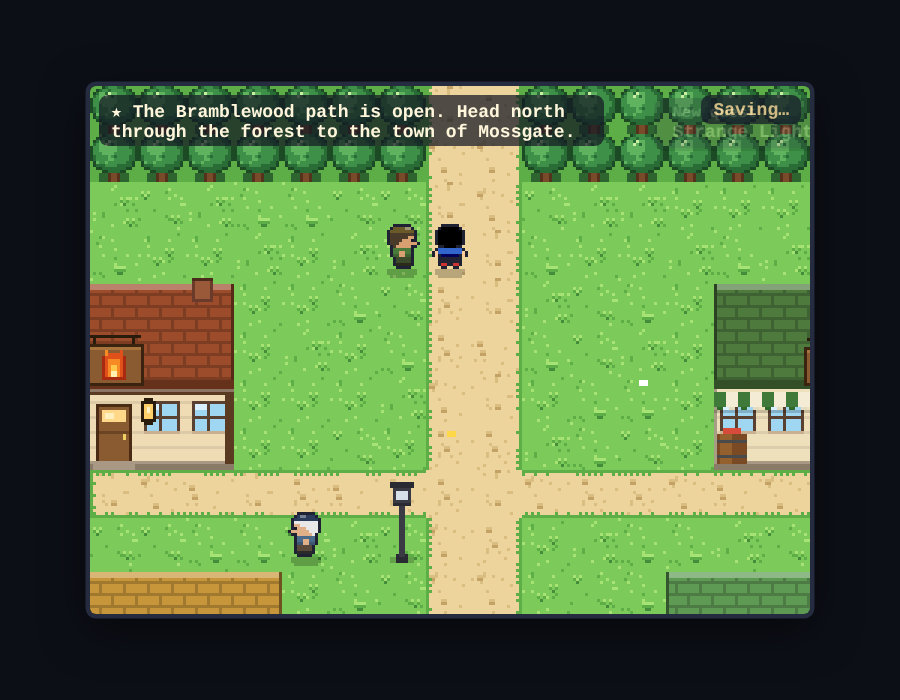 ★ The Bramblewood path is open. Head north
through the forest to the town of Mossgate.
Saving…
Strange Light